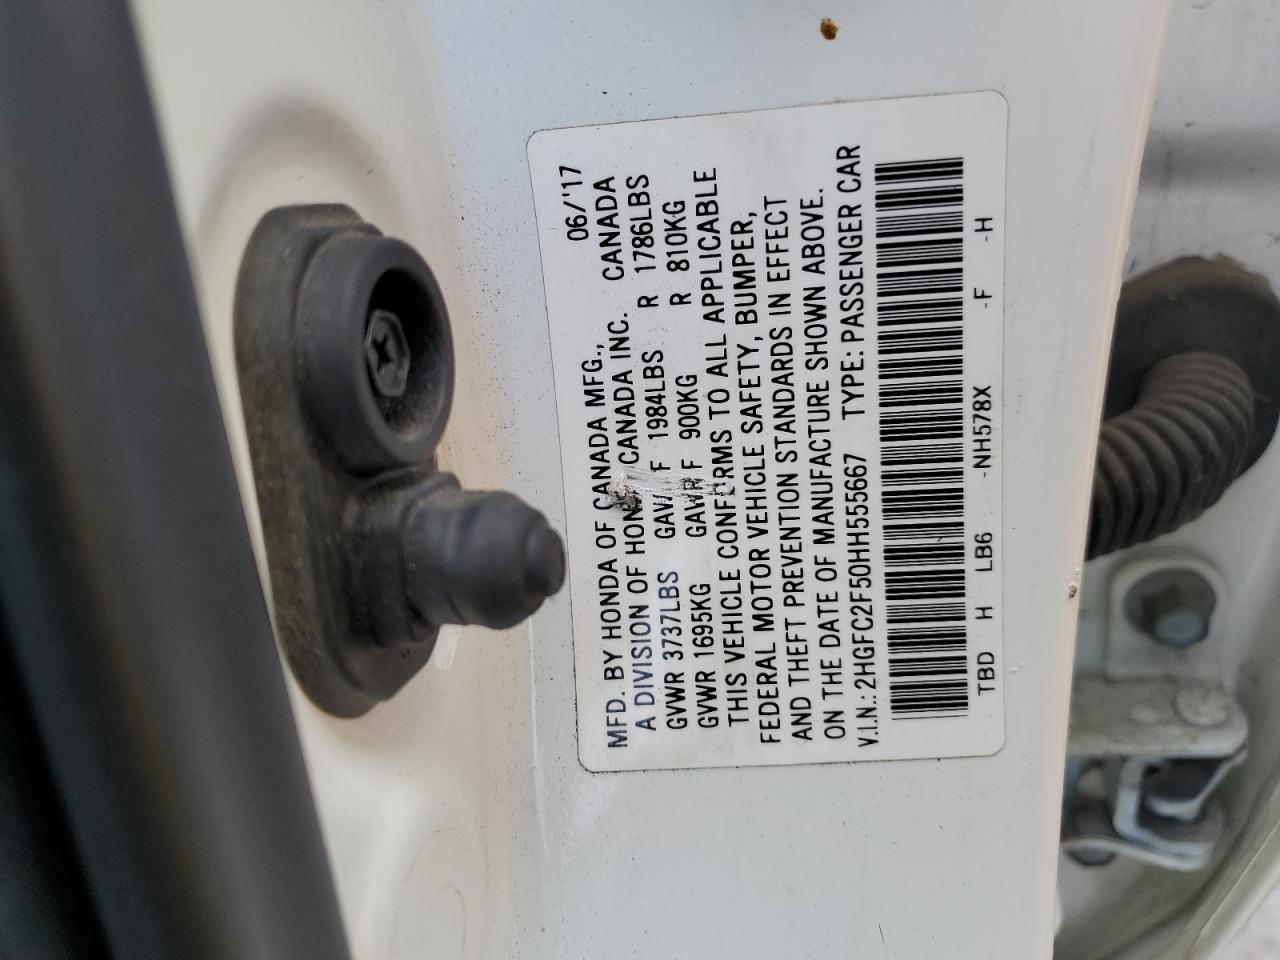 MFD. BY HONDA OF CANADA MFG., 06/'17
A DIVISION OF HONDA CANADA INC. CANADA
GVWR 3737LBS GAWR F 1984LBS R 1786LBS
GVWR 1695KG GAWR F 900KG R 810KG
THIS VEHICLE CONFORMS TO ALL APPLICABLE
FEDERAL MOTOR VEHICLE SAFETY, BUMPER,
AND THEFT PREVENTION STANDARDS IN EFFECT
ON THE DATE OF MANUFACTURE SHOWN ABOVE.
V.I.N.: 2HGFC2F50HH555667 TYPE: PASSENGER CAR
TBD H LB6 -NH578X -F -H